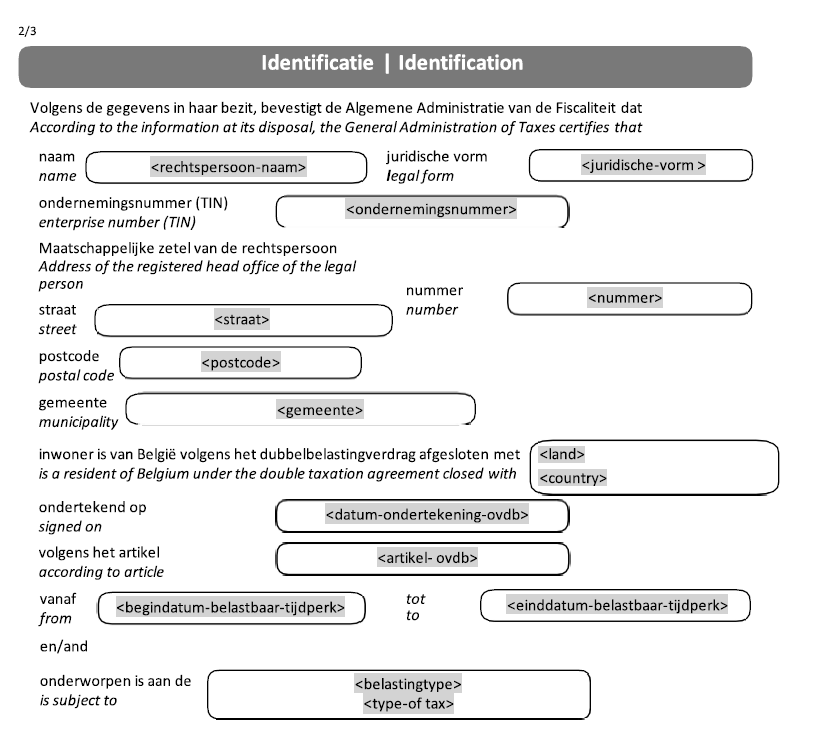 2/3
Identificatie | Identification
Volgens de gegevens in haar bezit, bevestigt de Algemene Administratie van de Fiscaliteit dat
According to the information at its disposal, the General Administration of Taxes certifies that
naam <rechtspersoon-naam> juridische vorm <juridische-vorm >
name legal form
ondernemingsnummer (TIN) <ondernemingsnummer>
enterprise number (TIN)
Maatschappelijke zetel van de rechtspersoon
Address of the registered head office of the legal
person
nummer <nummer>
number
straat <straat>
street
postcode <postcode>
postal code
gemeente <gemeente>
municipality
inwoner is van België volgens het dubbelbelastingverdrag afgesloten met <land>
is a resident of Belgium under the double taxation agreement closed with <country>
ondertekend op <datum-ondertekening-ovdb>
signed on
volgens het artikel <artikel- ovdb>
according to article
vanaf <begindatum-belastbaar-tijdperk> tot <einddatum-belastbaar-tijdperk>
from to
en/and
onderworpen is aan de <belastingtype>
is subject to <type-of tax>